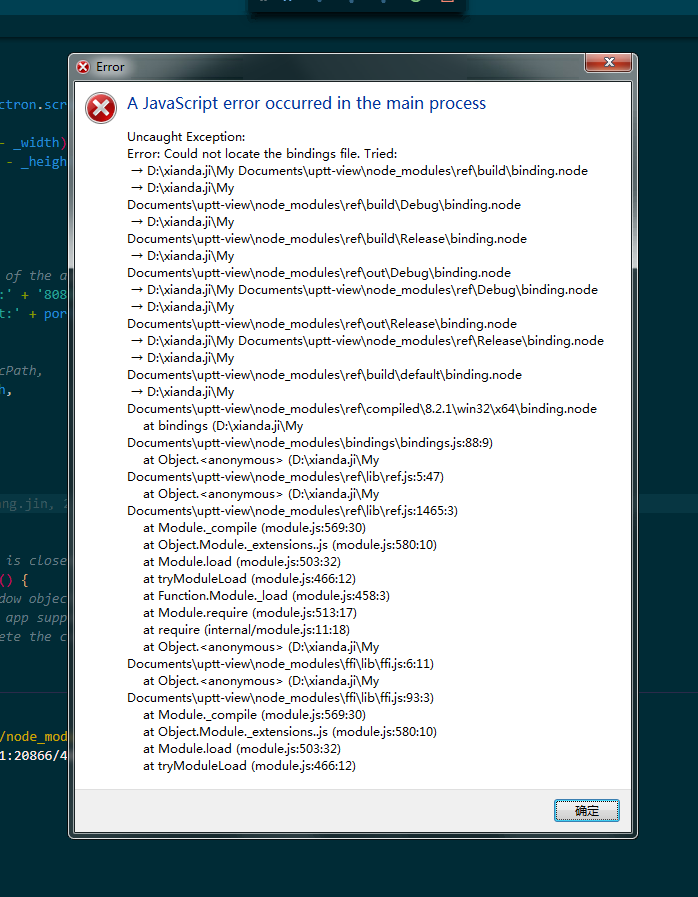 ctron.scr
Error
A JavaScript error occurred in the main process
- _width)
Uncaught Exception:
Error: Could not locate the bindings file. Tried:
- _heigh
→ D:\xianda.ji\My Documents\uptt-view\node_modules\ref\build\binding.node
→ D:\xianda.ji\My
Documents\uptt-view\node_modules\ref\build\Debug\binding.node
→ D:\xianda.ji\My
Documents\uptt-view\node_modules\ref\build\Release\binding.node
→ D:\xianda.ji\My
of the a
Documents\uptt-view\node_modules\ref\out\Debug\binding.node
:' + '808
→ D:\xianda.ji\My Documents\uptt-view\node_modules\ref\Debug\binding.node
→ D:\xianda.ji\My
t:' + por
Documents\uptt-view\node_modules\ref\out\Release\binding.node
→ D:\xianda.ji\My Documents\uptt-view\node_modules\ref\Release\binding.node
→ D:\xianda.ji\My
cPath,
Documents\uptt-view\node_modules\ref\build\default\binding.node
h,
→ D:\xianda.ji\My
Documents\uptt-view\node_modules\ref\compiled\8.2.1\win32\x64\binding.node
at bindings (D:\xianda.ji\My
Documents\uptt-view\node_modules\bindings\bindings.js:88:9)
at Object.<anonymous> (D:\xianda.ji\My
Documents\uptt-view\node_modules\ref\lib\ref.js:5:47)
at Object.<anonymous> (D:\xianda.ji\My
ang.jin, 2
Documents\uptt-view\node_modules\ref\lib\ref.js:1465:3)
at Module._compile (module.js:569:30)
at Object.Module._extensions..js (module.js:580:10)
is close
at Module.load (module.js:503:32)
() {
at tryModuleLoad (module.js:466:12)
dow objec
at Function.Module._load (module.js:458:3)
app supp
at Module.require (module.js:513:17)
ete the c
at require (internal/module.js:11:18)
at Object.<anonymous> (D:\xianda.ji\My
Documents\uptt-view\node_modules\ffi\lib\ffi.js:6:11)
at Object.<anonymous> (D:\xianda.ji\My
Documents\uptt-view\node_modules\ffi\lib\ffi.js:93:3)
at Module._compile (module.js:569:30)
/node_mod
at Object.Module._extensions..js (module.js:580:10)
1:20866/4
at Module.load (module.js:503:32)
at tryModuleLoad (module.js:466:12)
确定